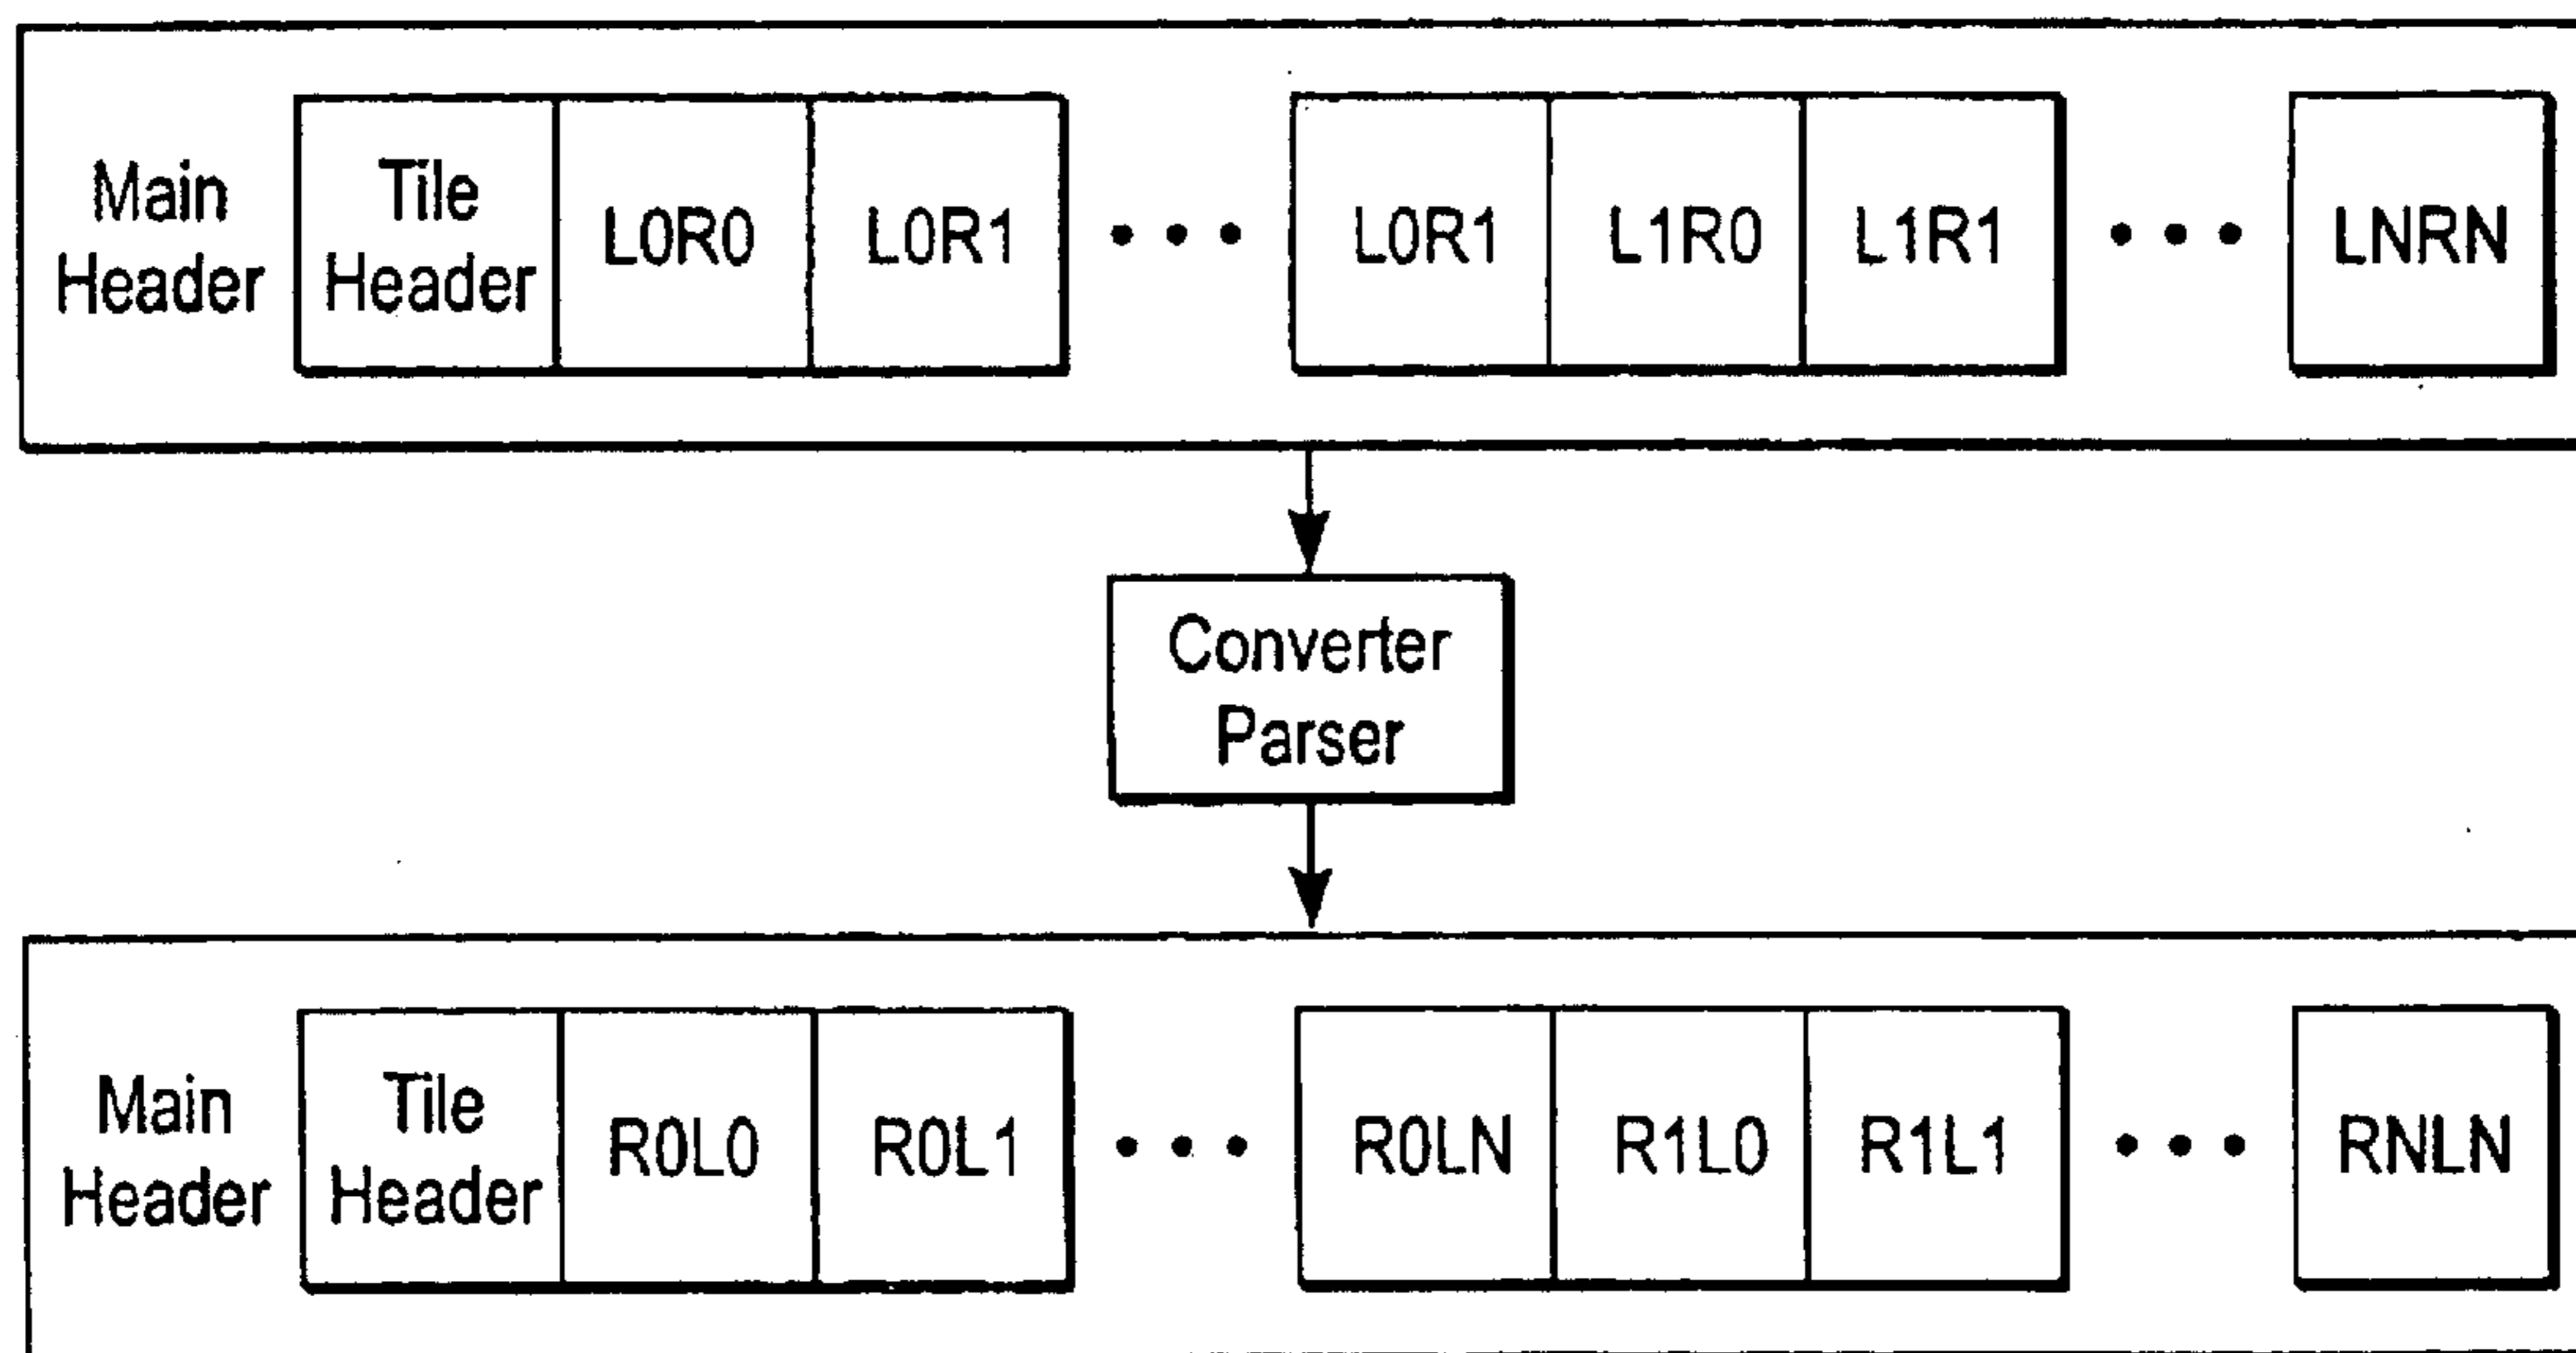 Main
Header
Tile
Header
L0R0
L0R1
L0R1
L1R0
L1R1
LNRN
Converter
Parser
Main
Header
Tile
Header
R0L0
R0L1
R0LN
R1L0
R1L1
RNLN